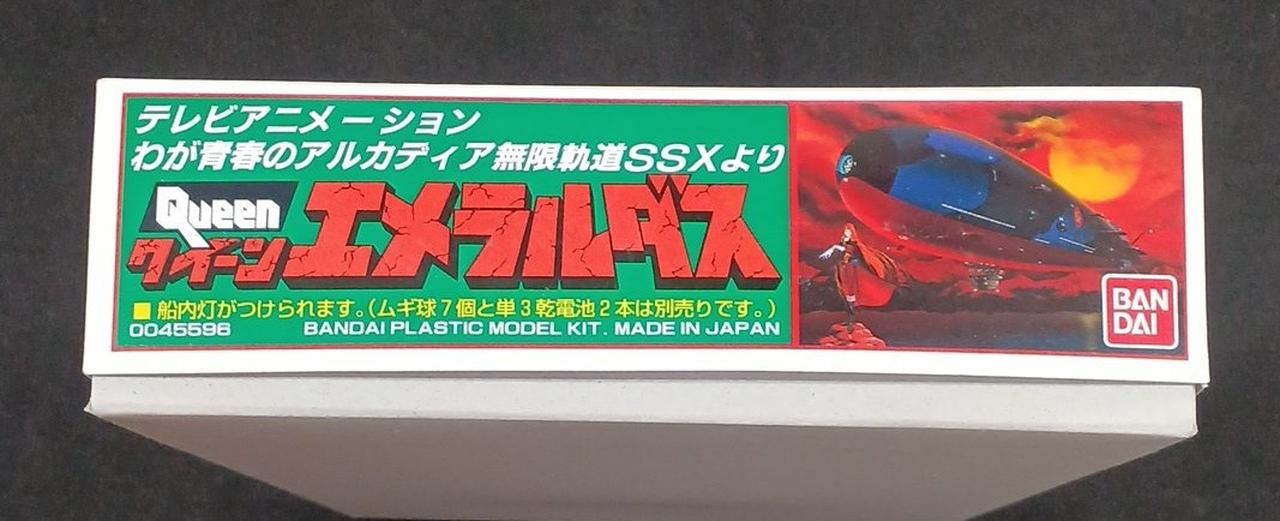 テレビアニメーション
わが青春のアルカディア無限軌道SSXより
Queen
クイーン エメラルダス
■船内灯がつけられます。(ムギ球7個と単3乾電池2本は別売りです。)
0045596 BANDAI PLASTIC MODEL KIT. MADE IN JAPAN
BAN
DAI